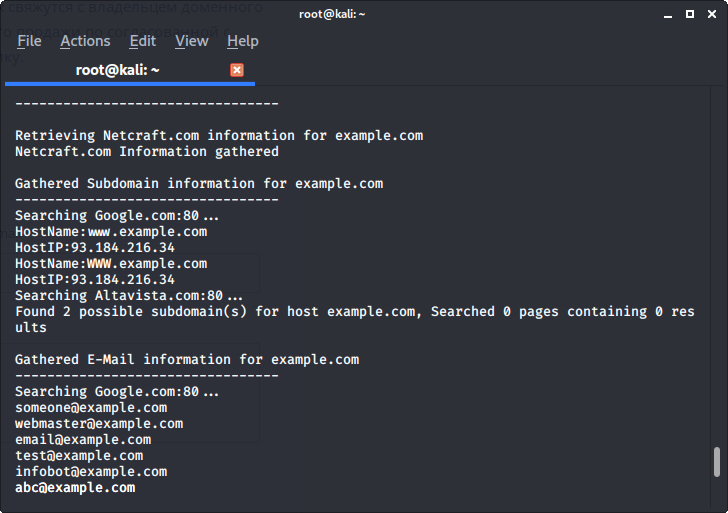 свяжутся с владельцем доменного
root@kali: ~
File Actions Edit View Help
root@kali: ~
---------------------------------
Retrieving Netcraft.com information for example.com
Netcraft.com Information gathered
Gathered Subdomain information for example.com
---------------------------------
Searching Google.com:80...
HostName:www.example.com
HostIP:93.184.216.34
HostName:WWW.example.com
HostIP:93.184.216.34
Searching Altavista.com:80...
Found 2 possible subdomain(s) for host example.com, Searched 0 pages containing 0 res
ults
Gathered E-Mail information for example.com
---------------------------------
Searching Google.com:80...
someone@example.com
webmaster@example.com
email@example.com
test@example.com
infobot@example.com
abc@example.com